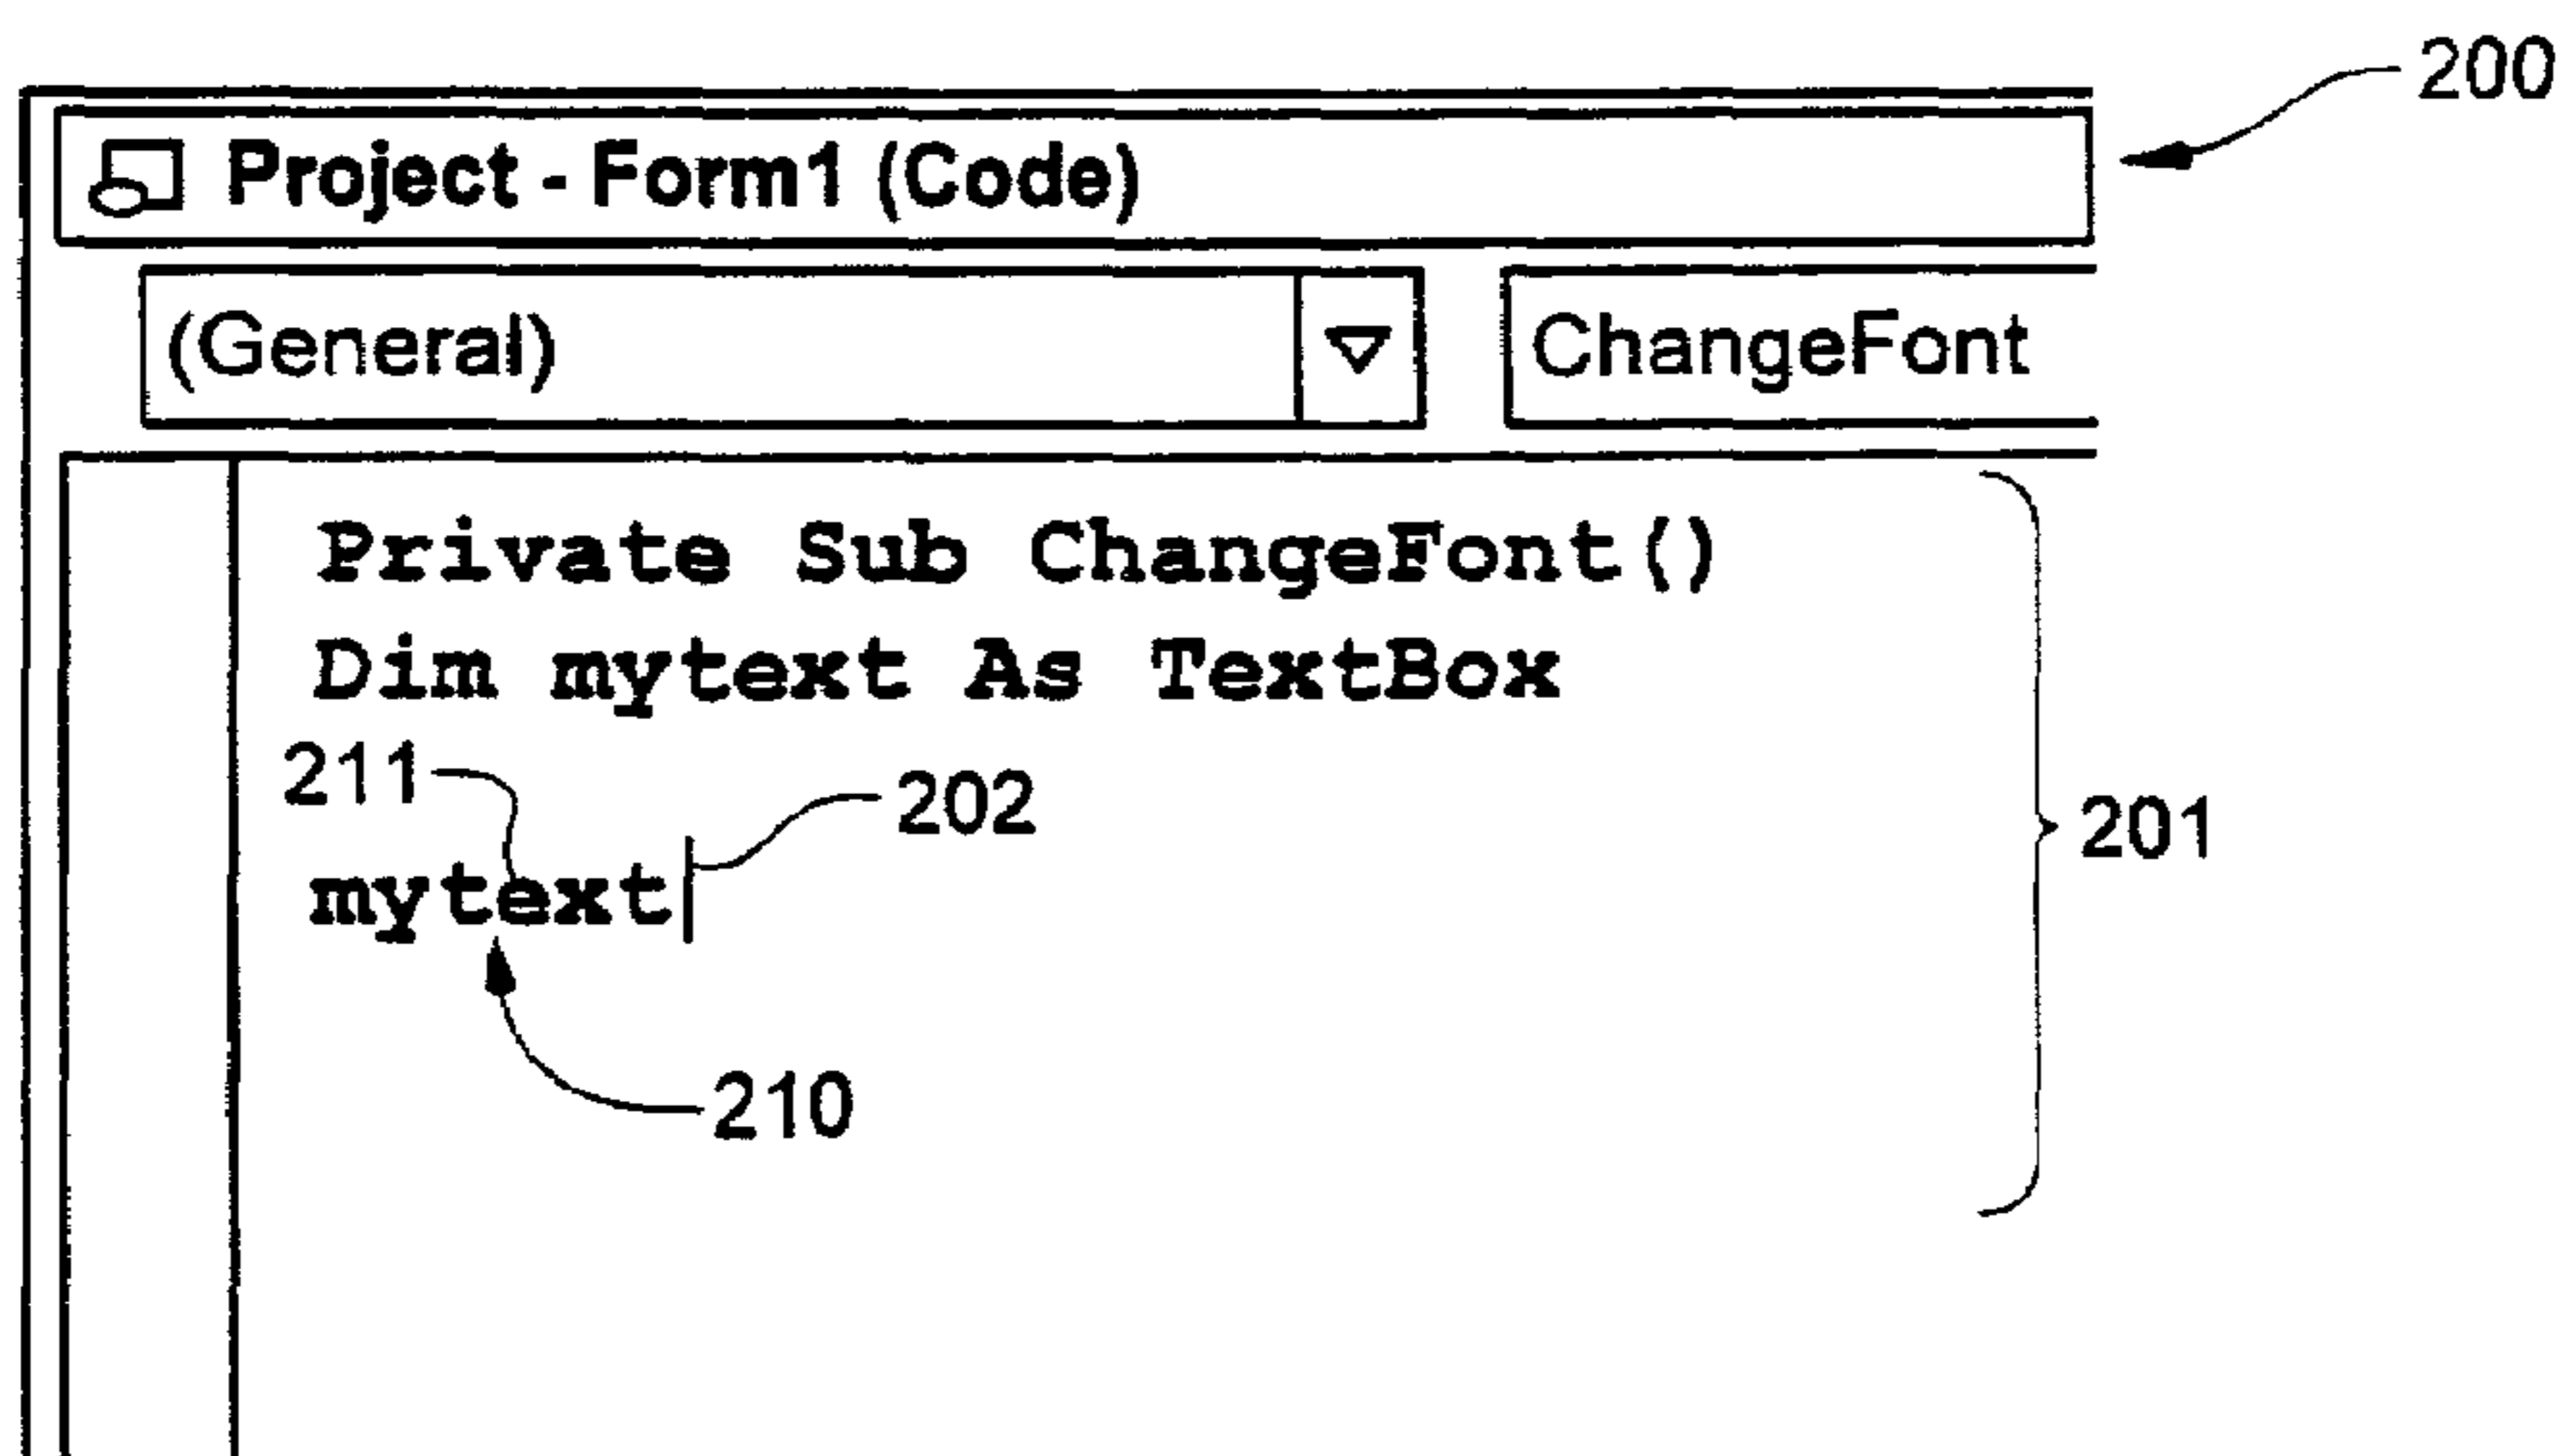 200
Project - Form1 (Code)
(General) ChangeFont
Private Sub ChangeFont()
Dim mytext As TextBox
211 202
mytext
201
210